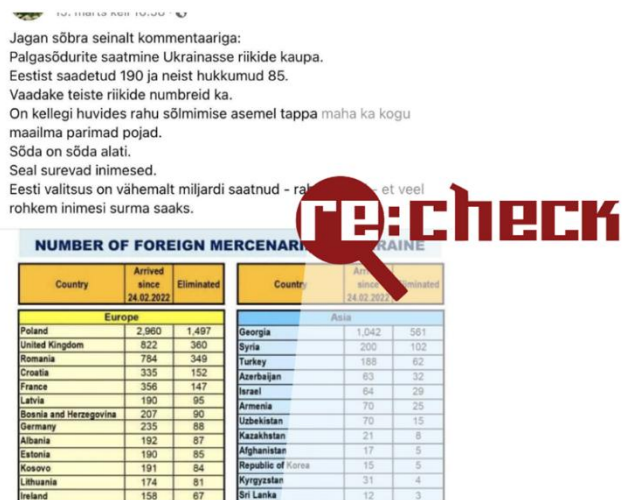 Jagan sõbra seinalt kommentaariga:
Palgasõdurite saatmine Ukrainasse riikide kaupa.
Eestist saadetud 190 ja neist hukkumud 85.
Vaadake teiste riikide numbreid ka.
On kellegi huvides rahu sõlmimise asemel tappa maha ka kogu
maailma parimad pojad.
Sõda on sõda alati.
Seal surevad inimesed.
Eesti valitsus on vähemalt miljardi saatnud - et veel
rohkem inimesi surma saaks.
re:check
NUMBER OF FOREIGN
Country Arrived since 24.02.2022 Eliminated
Country since 24.02.2022
Europe
Poland 2,960 1,497
United Kingdom 822 360
Romania 784 349
Croatia 335 152
France 356 147
Latvia 190 95
Bosnia and Herzegovina 207 90
Germany 235 88
Albania 192 87
Estonia 190 85
Kosovo 191 84
Lithuania 174 81
Ireland 158 67
Asia
Georgia 1,042 561
Syria 200 102
Turkey 188 62
Azerbaijan 63 32
Israel 64 29
Armenia 70 25
Uzbekistan 70 15
Kazakhstan 21 8
Afghanistan 17 5
Republic of Korea 15 5
Kyrgyzstan 31 4
Sri Lanka 12 3